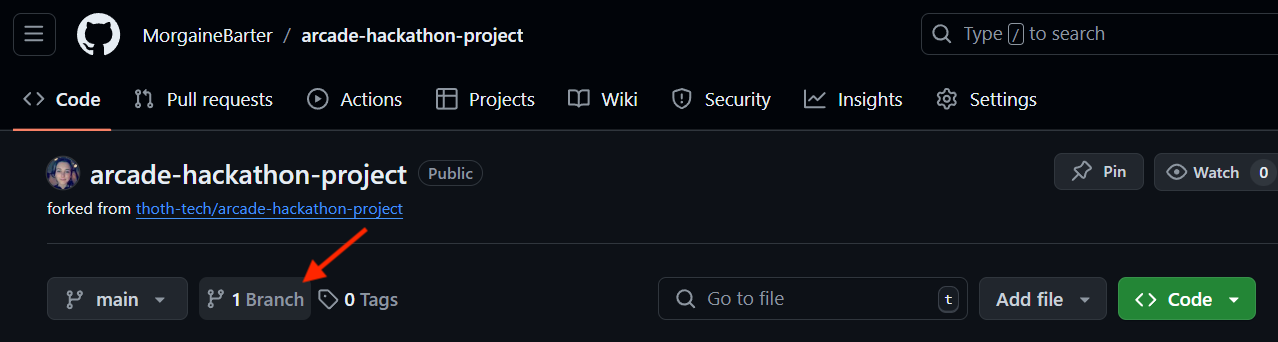 MorgaineBarter / arcade-hackathon-project Type / to search
Code Pull requests Actions Projects Wiki Security Insights Settings
arcade-hackathon-project Public Pin Watch 0
forked from thoth-tech/arcade-hackathon-project
main 1 Branch 0 Tags Go to file t Add file Code